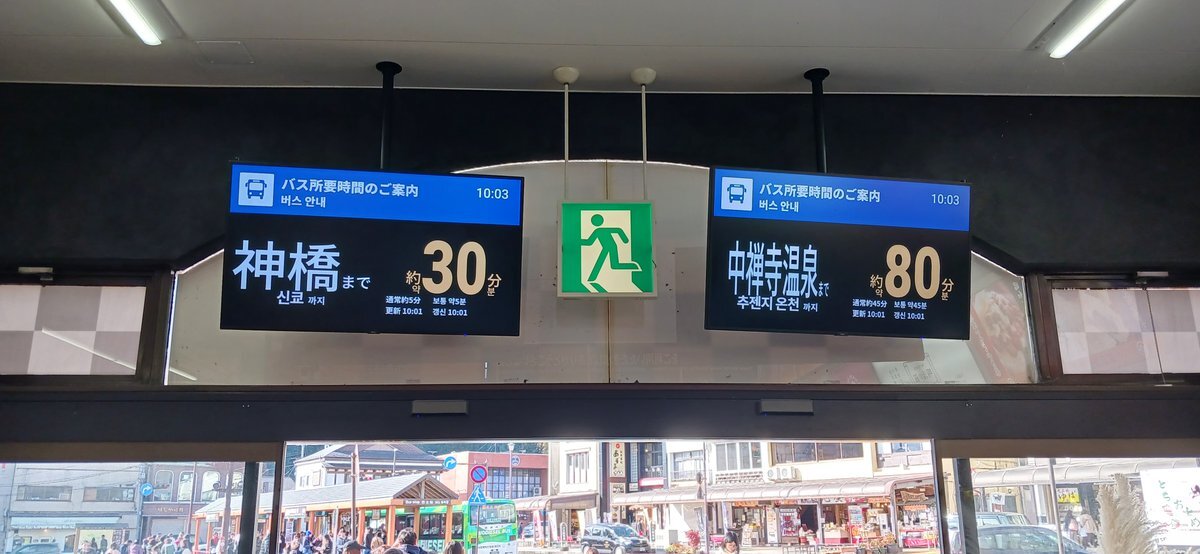 バス所要時間のご案内 10:03
버스 안내
神橋まで 約30分
신쿄 까지 약 분
通常約5分 보통 약5분
更新 10:01 갱신 10:01
バス所要時間のご案内 10:03
버스 안내
中禅寺温泉まで 約80分
추젠지 온천 까지 약 분
通常約45分 보통 약45분
更新 10:01 갱신 10:01